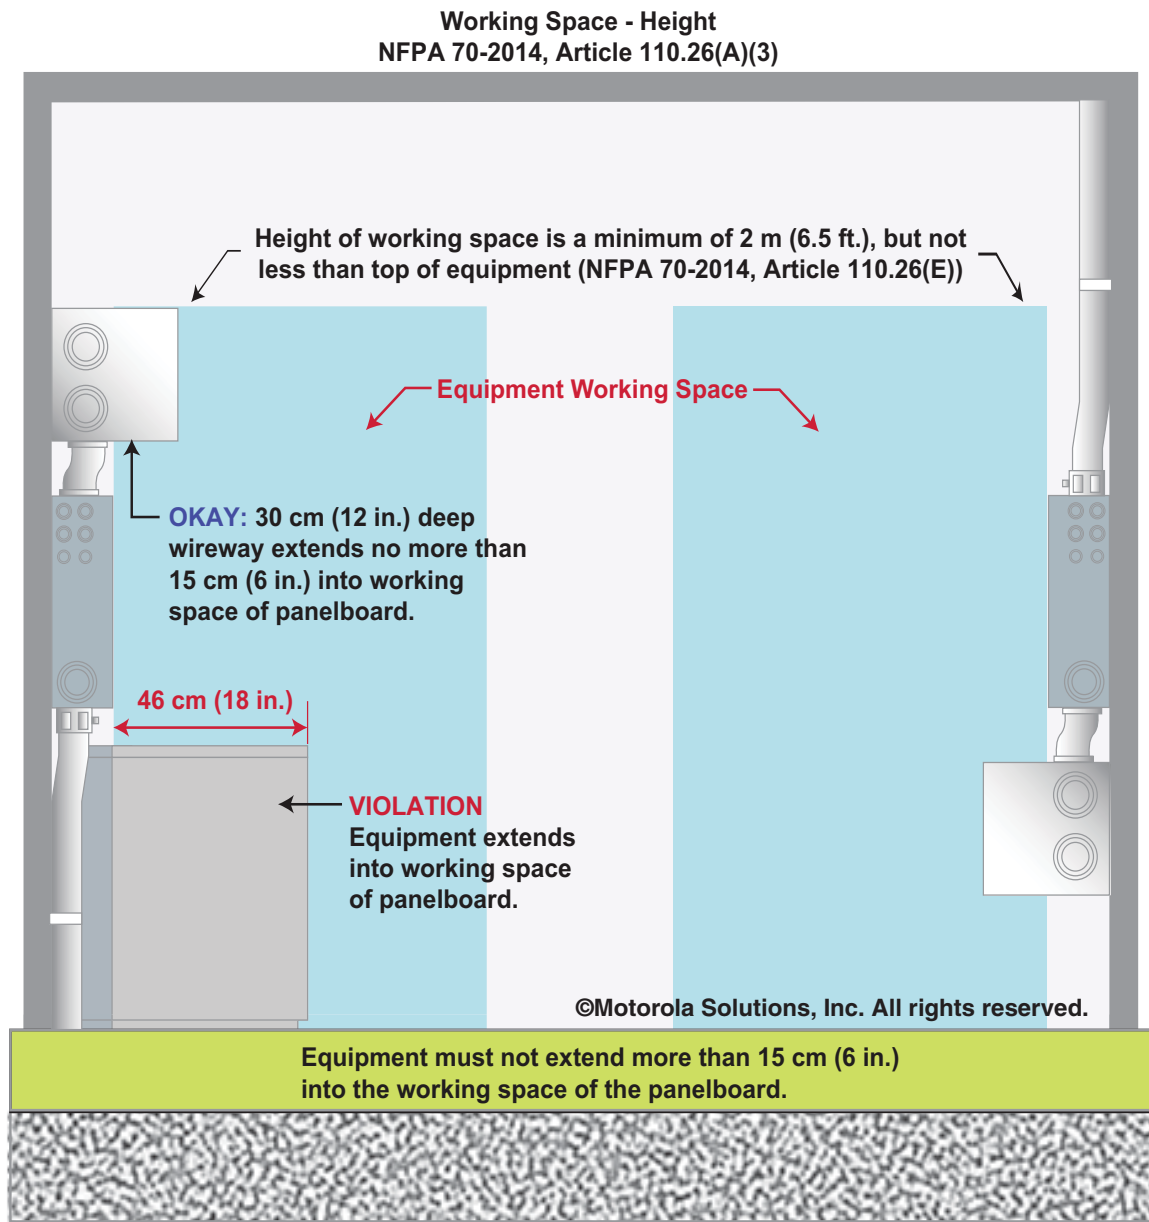 Working Space - Height
NFPA 70-2014, Article 110.26(A)(3)
Height of working space is a minimum of 2 m (6.5 ft.), but not
less than top of equipment (NFPA 70-2014, Article 110.26(E))
Equipment Working Space
OKAY: 30 cm (12 in.) deep
wireway extends no more than
15 cm (6 in.) into working
space of panelboard.
46 cm (18 in.)
VIOLATION
Equipment extends
into working space
of panelboard.
©Motorola Solutions, Inc. All rights reserved.
Equipment must not extend more than 15 cm (6 in.)
into the working space of the panelboard.